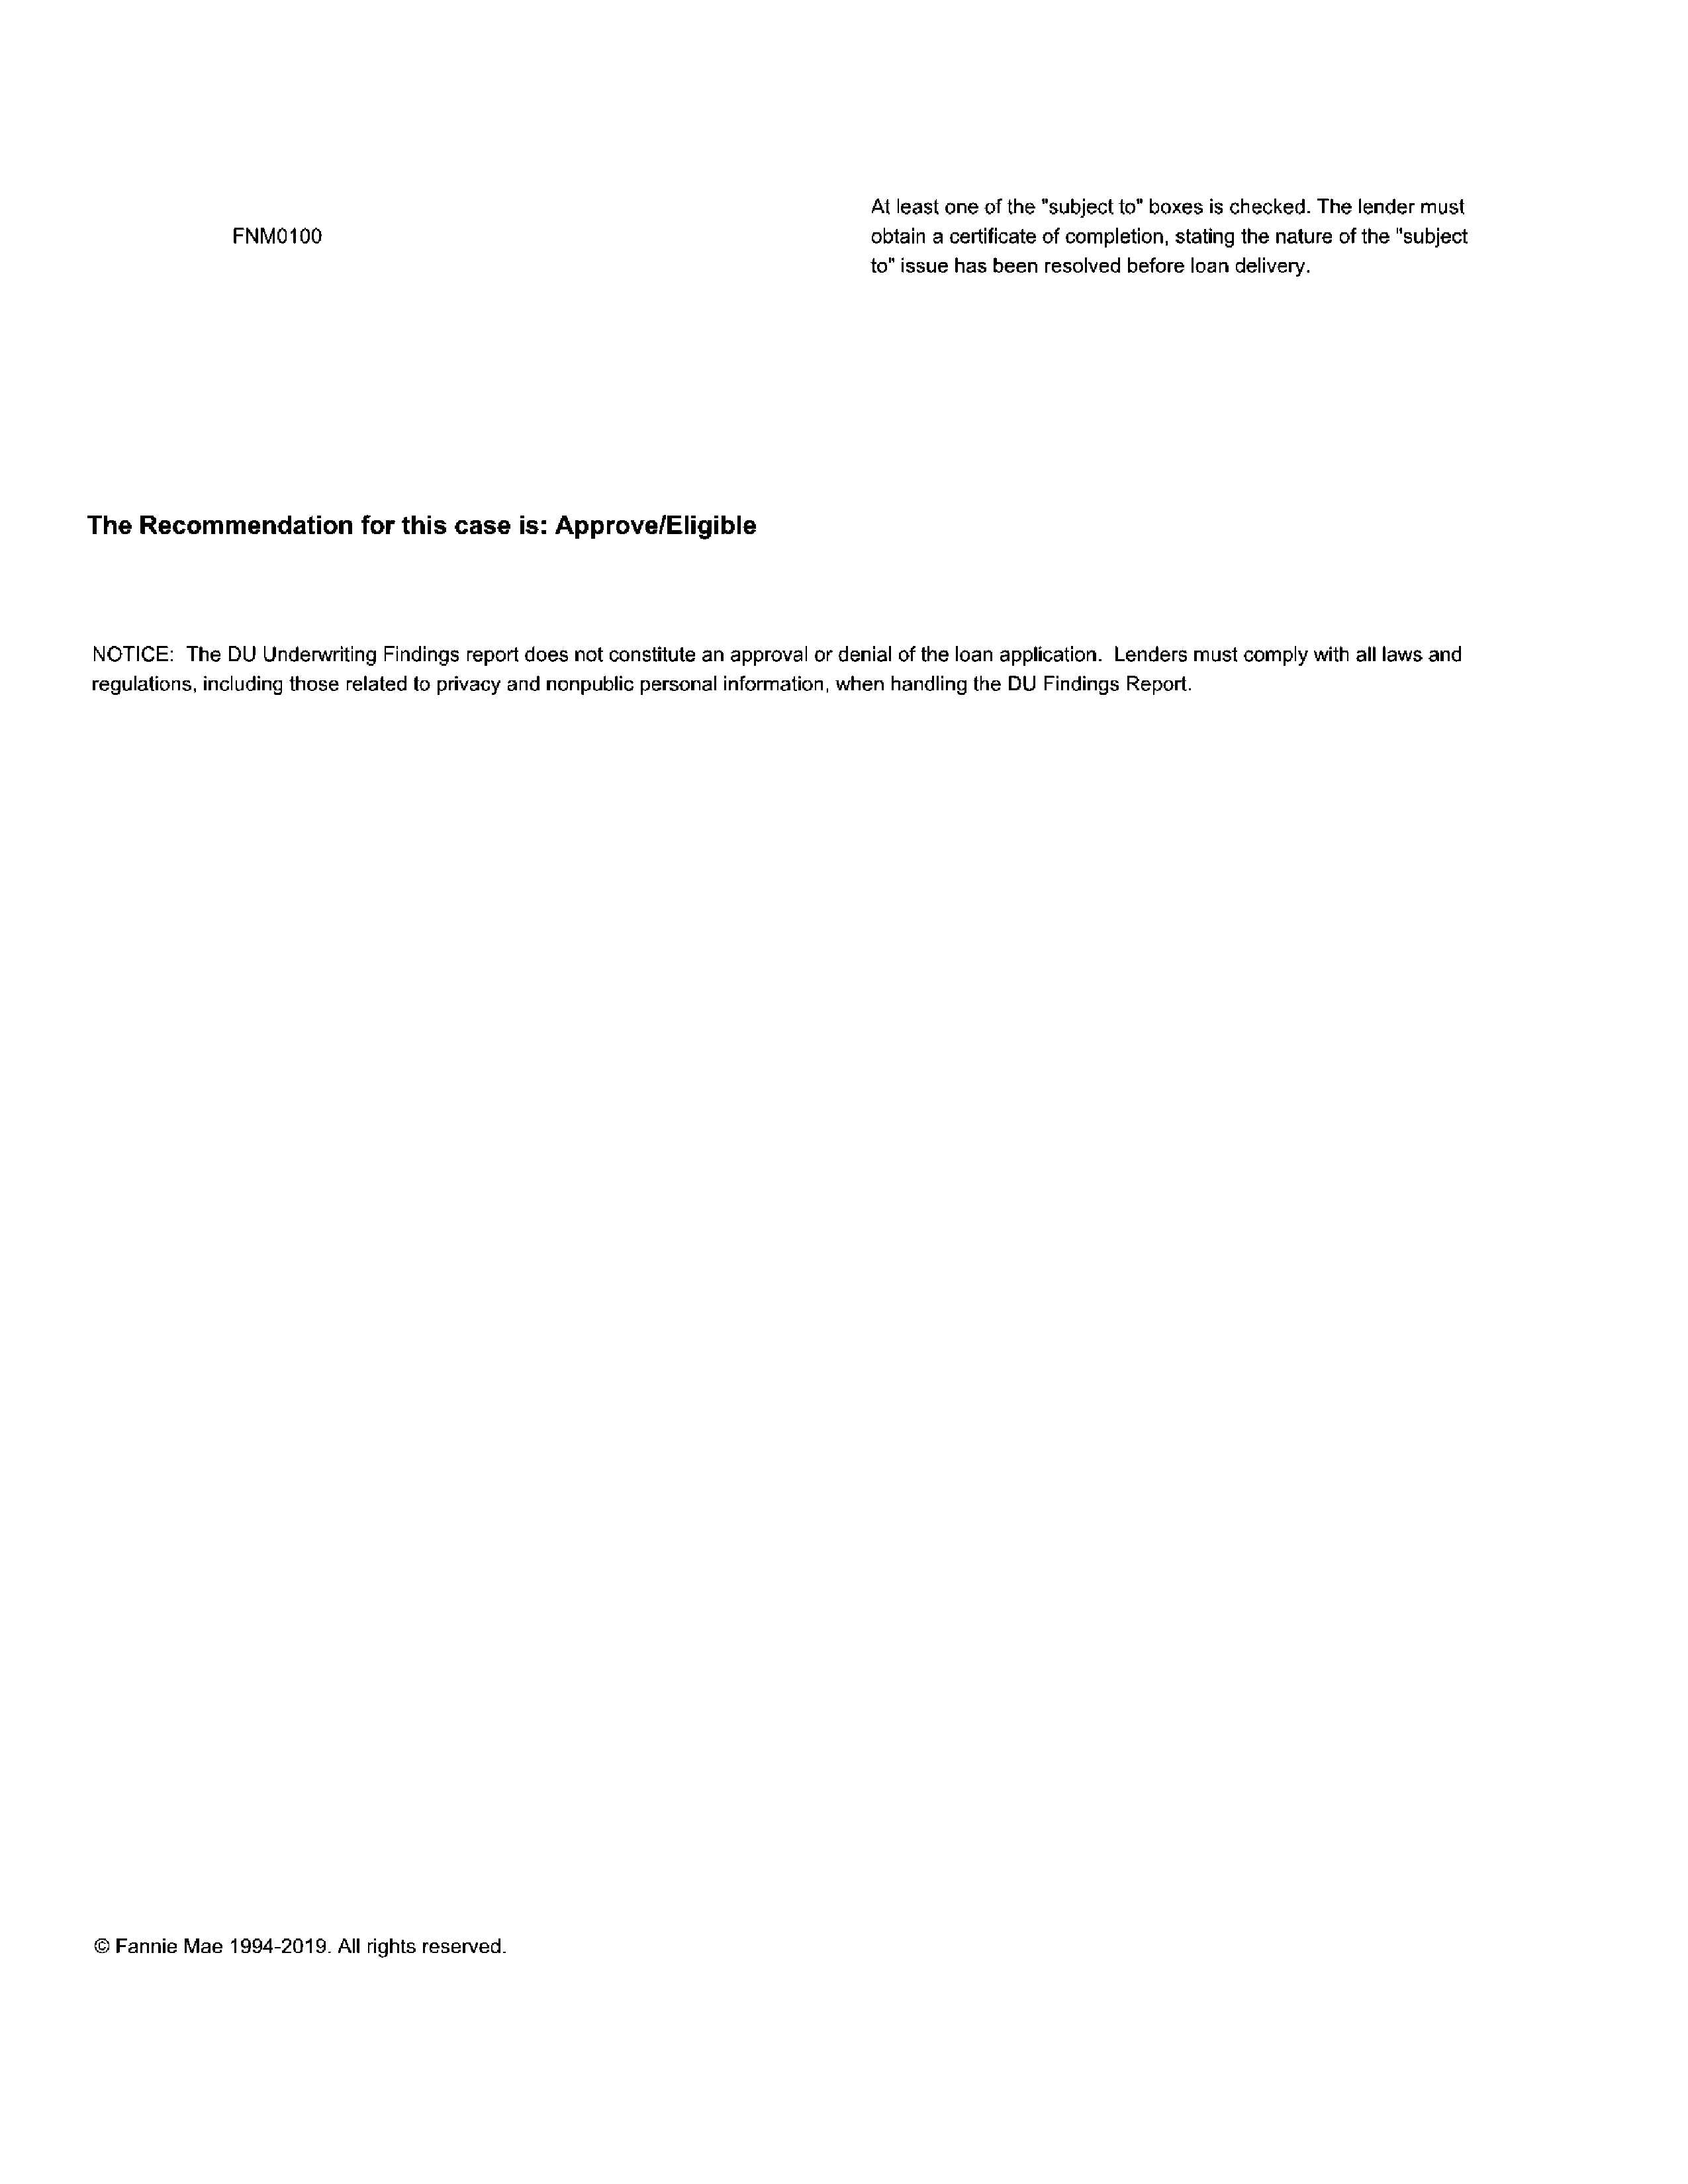 At least one of the "subject to" boxes is checked. The lender must
FNM0100
obtain a certificate of completion, stating the nature of the "subject
to" issue has been resolved before loan delivery.
The Recommendation for this case is: Approve/Eligible
NOTICE:  The DU Underwriting Findings report does not constitute an approval or denial of the loan application.  Lenders must comply with all laws and
regulations, including those related to privacy and nonpublic personal information, when handling the DU Findings Report.
© Fannie Mae 1994-2019. All rights reserved.